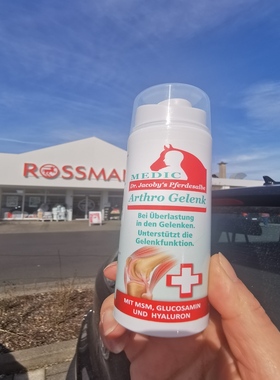 ROSSMA
MEDIC
Dr. Jacoby's Pferdesalbe
Arthro Gelenk
Bei Überlastung
in den Gelenken.
Unterstützt die
Gelenkfunktion.
MIT MSM, GLUCOSAMIN
UND HYALURON